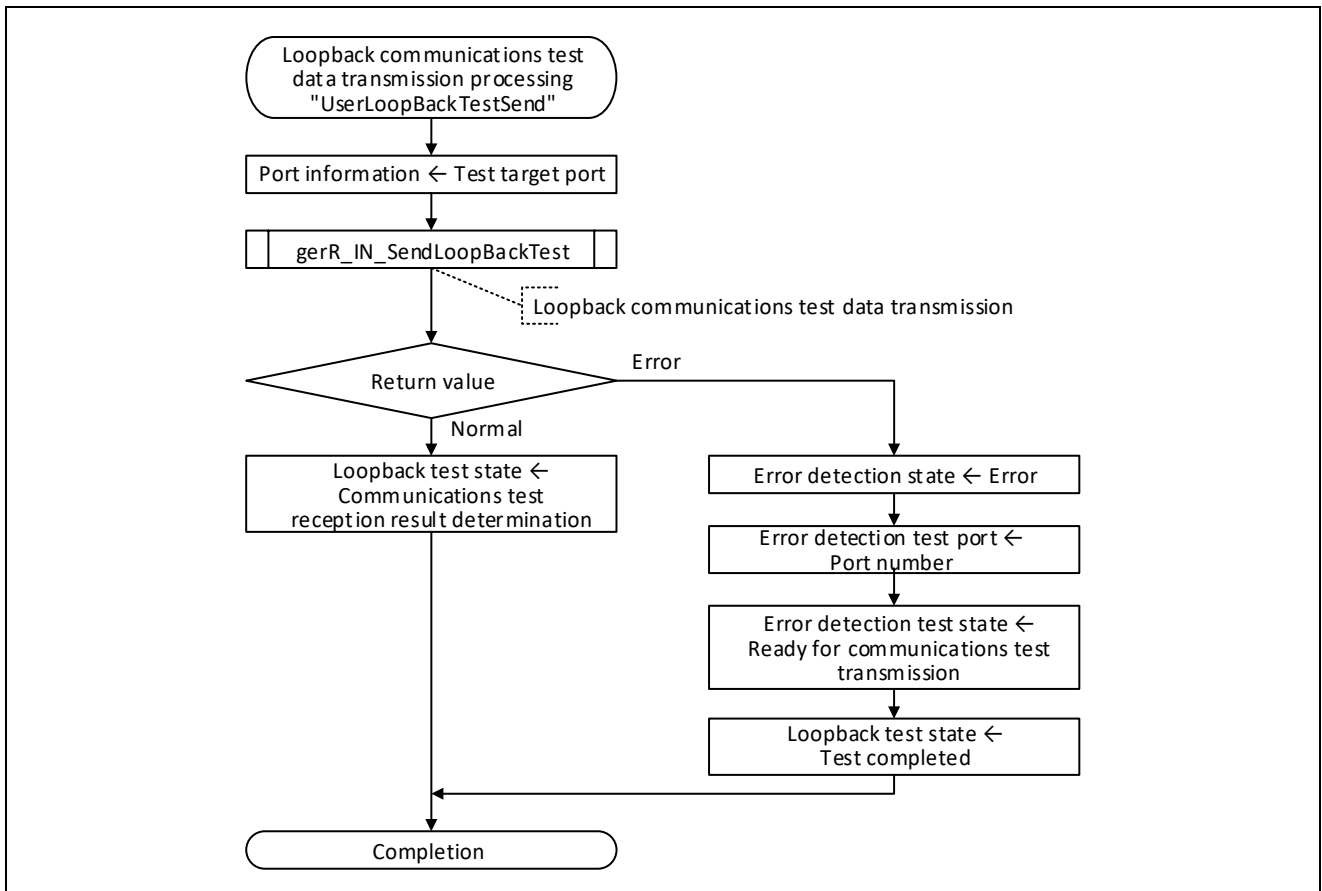 Loopback communications test
data transmission processing
"UserLoopBackTestSend"
Port information ← Test target port
gerR_IN_SendLoopBackTest
Loopback communications test data transmission
Return value
Error
Normal
Loopback test state ←
Communications test
reception result determination
Error detection state ← Error
Error detection test port ←
Port number
Error detection test state ←
Ready for communications test
transmission
Loopback test state ←
Test completed
Completion